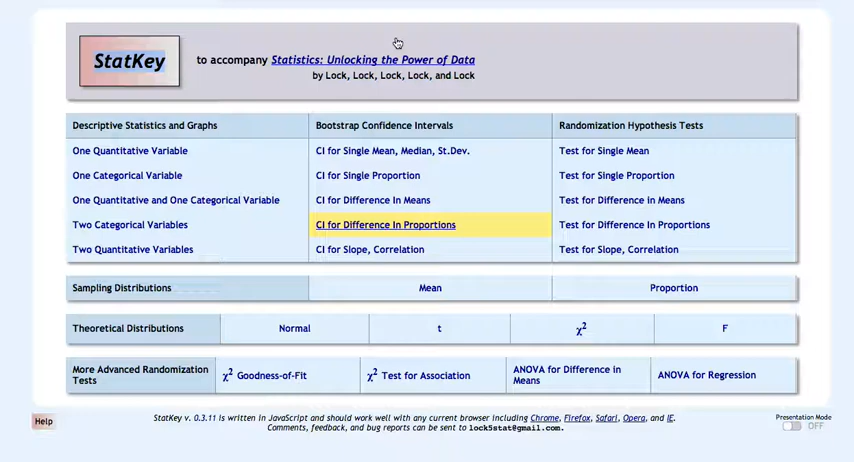 StatKey
to accompany Statistics: Unlocking the Power of Data
by Lock, Lock, Lock, Lock, and Lock
Descriptive Statistics and Graphs
Bootstrap Confidence Intervals
Randomization Hypothesis Tests
One Quantitative Variable
CI for Single Mean, Median, St.Dev.
Test for Single Mean
One Categorical Variable
CI for Single Proportion
Test for Single Proportion
One Quantitative and One Categorical Variable
CI for Difference In Means
Test for Difference in Means
Two Categorical Variables
CI for Difference In Proportions
Test for Difference In Proportions
Two Quantitative Variables
CI for Slope, Correlation
Test for Slope, Correlation
Sampling Distributions
Mean
Proportion
Theoretical Distributions
Normal
t
χ²
F
More Advanced Randomization
Tests
χ² Goodness-of-Fit
χ² Test for Association
ANOVA for Difference in
Means
ANOVA for Regression
Help
StatKey v. 0.3.11 is written in JavaScript and should work well with any current browser including Chrome, Firefox, Safari, Opera, and IE.
Comments, feedback, and bug reports can be sent to lock5stat@gmail.com.
Presentation Mode
OFF